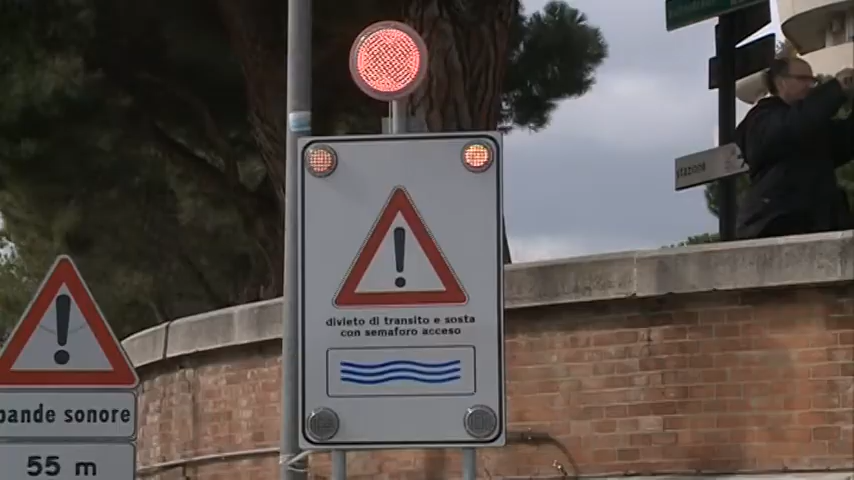 stazione
divieto di transito e sosta
con semaforo acceso
bande sonore
55 m